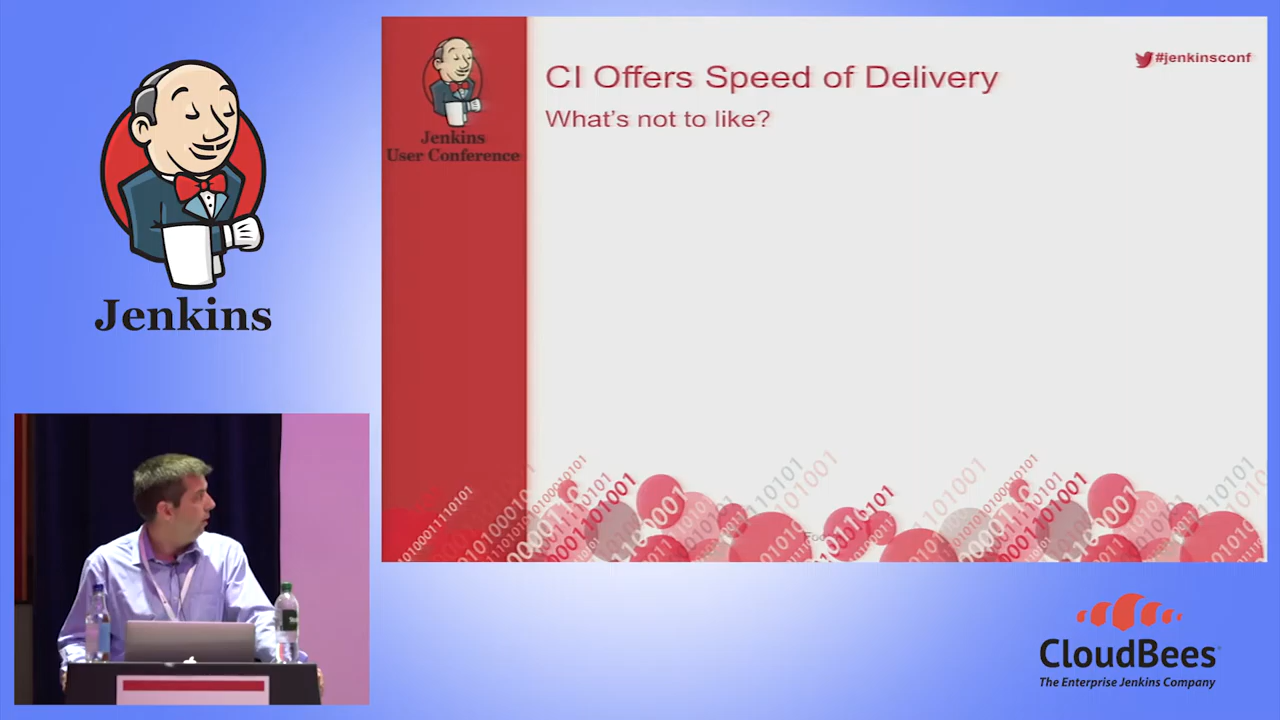 Jenkins
Jenkins
User Conference
CI Offers Speed of Delivery
What's not to like?
#jenkinsconf
CloudBees
The Enterprise Jenkins Company